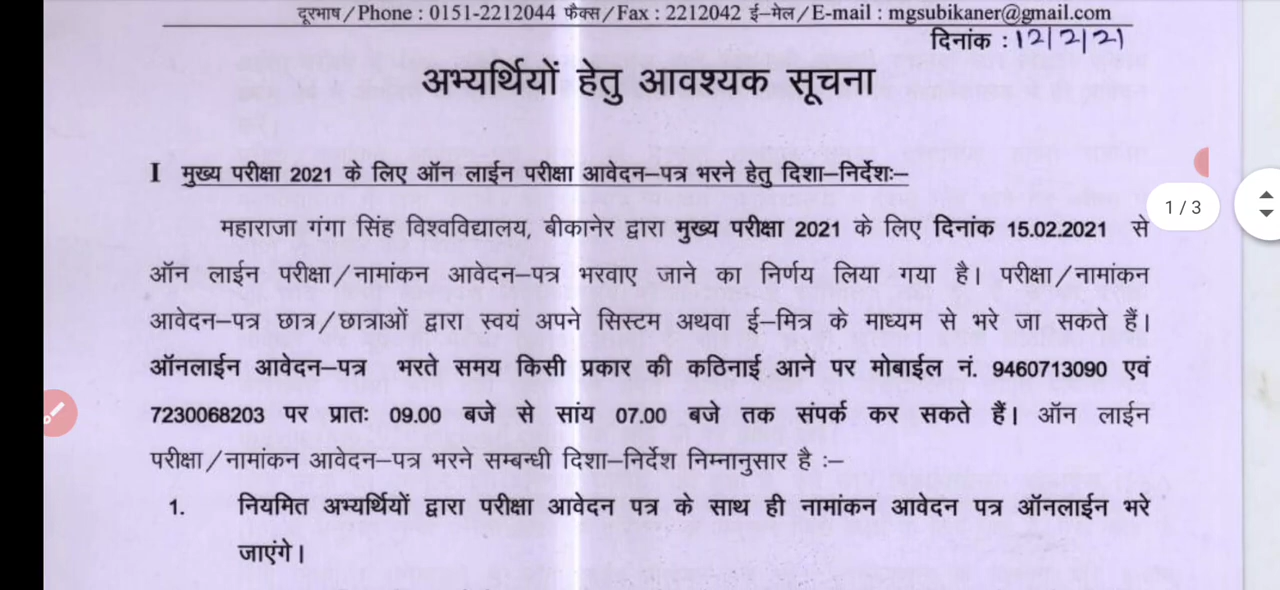 दूरभाष/Phone : 0151-2212044 फैक्स/Fax : 2212042 ई–मेल/E-mail : mgsubikaner@gmail.com
दिनांक : 12/2/21
अभ्यर्थियों हेतु आवश्यक सूचना
I मुख्य परीक्षा 2021 के लिए ऑन लाईन परीक्षा आवेदन–पत्र भरने हेतु दिशा–निर्देशः–
1 / 3
महाराजा गंगा सिंह विश्वविद्यालय, बीकानेर द्वारा मुख्य परीक्षा 2021 के लिए दिनांक 15.02.2021 से
ऑन लाईन परीक्षा/नामांकन आवेदन–पत्र भरवाए जाने का निर्णय लिया गया है। परीक्षा/नामांकन
आवेदन–पत्र छात्र/छात्राओं द्वारा स्वयं अपने सिस्टम अथवा ई–मित्र के माध्यम से भरे जा सकते हैं।
ऑनलाईन आवेदन–पत्र भरते समय किसी प्रकार की कठिनाई आने पर मोबाईल नं. 9460713090 एवं
7230068203 पर प्रातः 09.00 बजे से सांय 07.00 बजे तक संपर्क कर सकते हैं। ऑन लाईन
परीक्षा/नामांकन आवेदन–पत्र भरने सम्बन्धी दिशा–निर्देश निम्नानुसार है :–
1. नियमित अभ्यर्थियों द्वारा परीक्षा आवेदन पत्र के साथ ही नामांकन आवेदन पत्र ऑनलाईन भरे
जाएंगे।